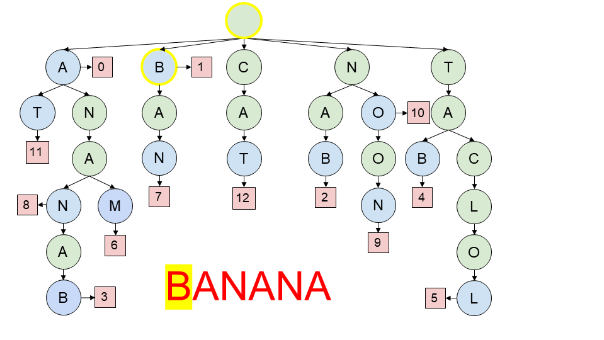 A 0 B 1 C N T
T N A A A O 10 A
11 A N T B O B C
8 N M 7 12 2 N 4 L
6
A 9 O
B 3 5 L
BANANA